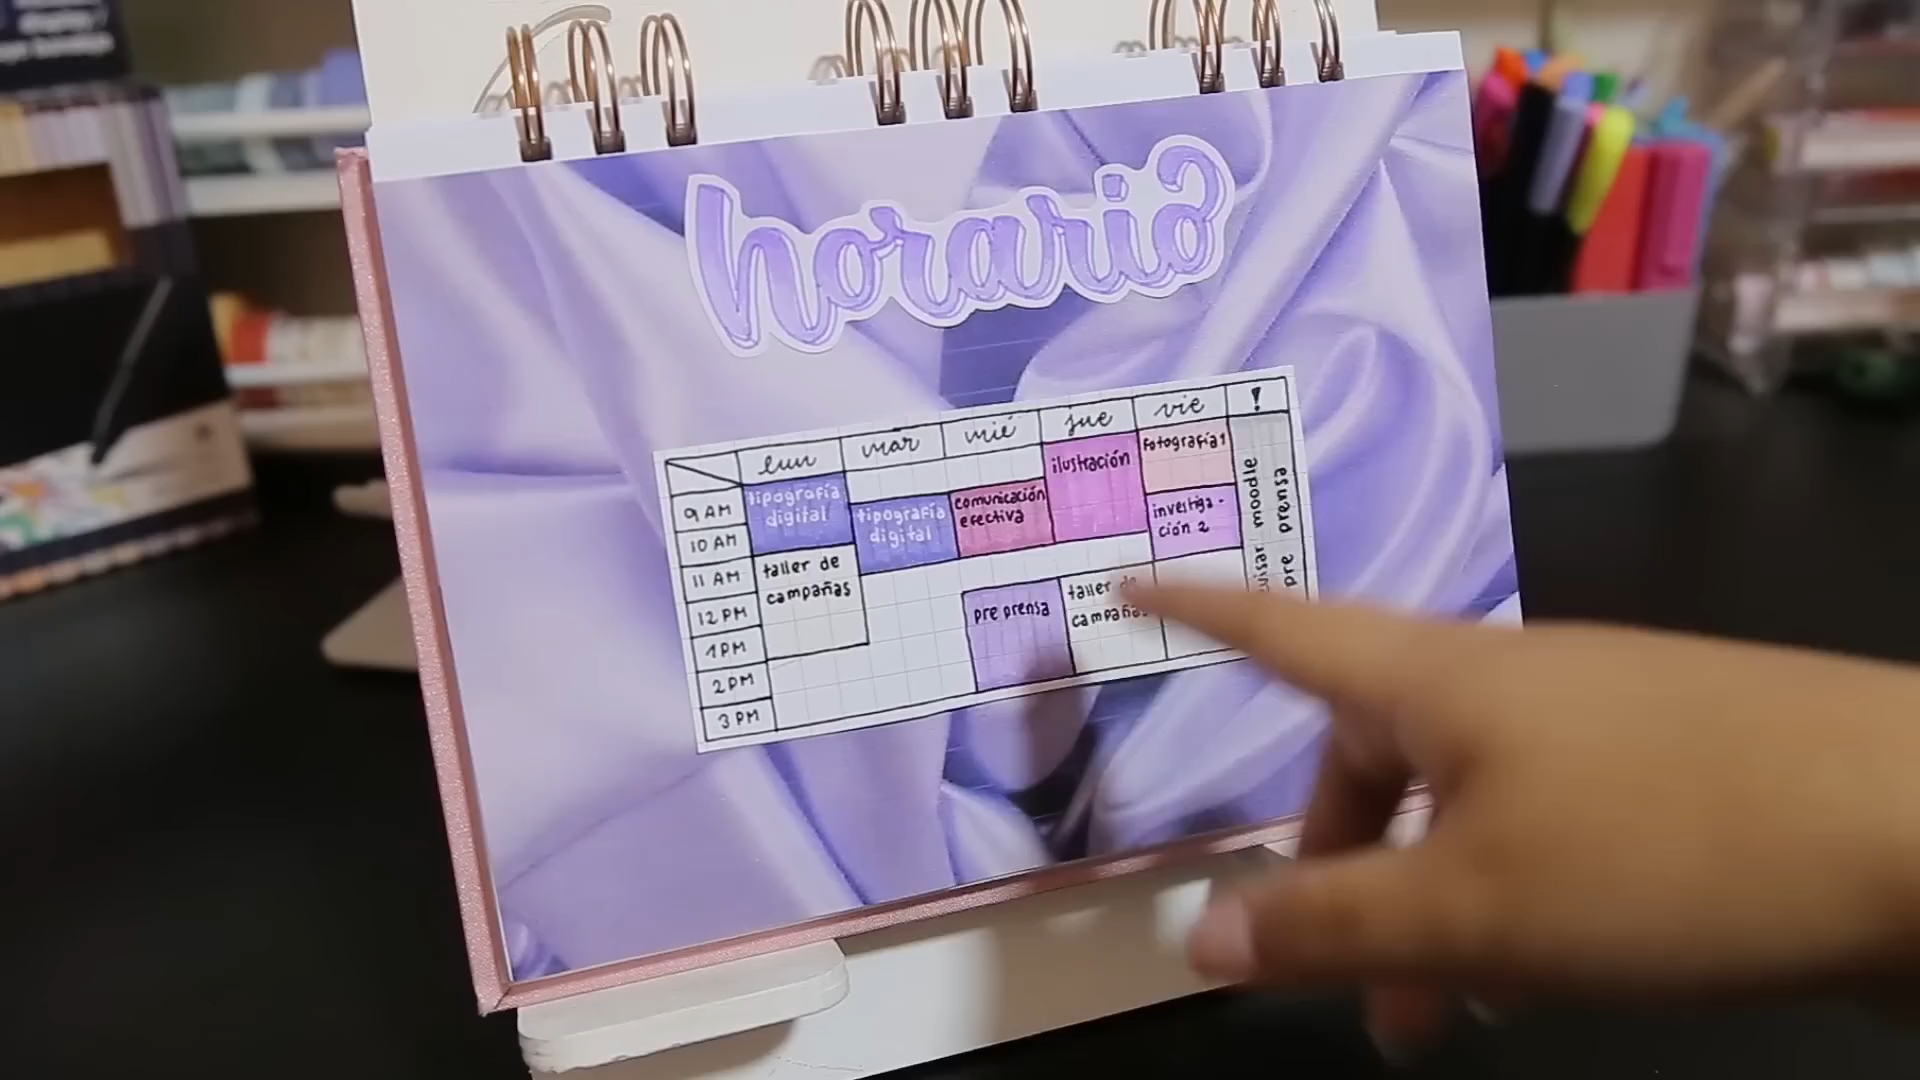 horario
lun mar mié jue vie !
9 AM
10 AM
11 AM
12 PM
1 PM
2 PM
3 PM
tipografía
digital
taller de
campañas
tipografía
digital
comunicación
efectiva
pre prensa
ilustración
taller de
campañas
fotografía 1
investiga-
ción 2
moodle
pre prensa